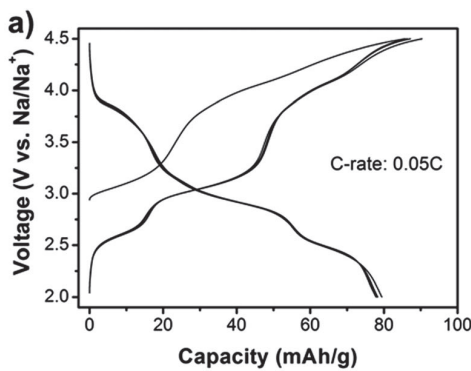 a)
Voltage (V vs. Na/Na⁺)
4.5
4.0
3.5
3.0
2.5
2.0
C-rate: 0.05C
0 20 40 60 80 100
Capacity (mAh/g)